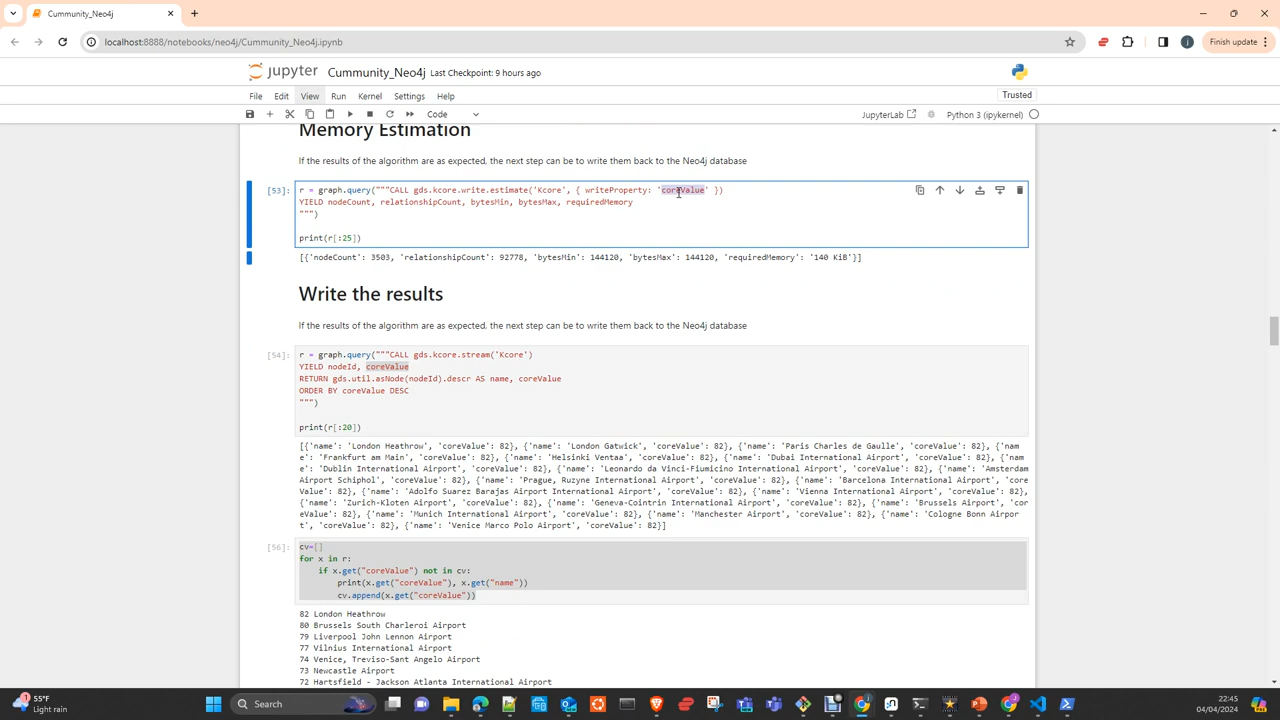 Cummunity_Neo4j
localhost:8888/notebooks/neo4j/Cummunity_Neo4j.ipynb
Finish update
jupyter Cummunity_Neo4j Last Checkpoint: 9 hours ago
File Edit View Run Kernel Settings Help
Trusted
Code
JupyterLab
Python 3 (ipykernel)
Memory Estimation
If the results of the algorithm are as expected, the next step can be to write them back to the Neo4j database
[53]: r = graph.query("""CALL gds.kcore.write.estimate('Kcore', { writeProperty: 'coreValue' })
YIELD nodeCount, relationshipCount, bytesMin, bytesMax, requiredMemory
""")
print(r[:25])
[{'nodeCount': 3503, 'relationshipCount': 92778, 'bytesMin': 144120, 'bytesMax': 144120, 'requiredMemory': '140 KiB'}]
Write the results
If the results of the algorithm are as expected, the next step can be to write them back to the Neo4j database
[54]: r = graph.query("""CALL gds.kcore.stream('Kcore')
YIELD nodeId, coreValue
RETURN gds.util.asNode(nodeId).descr AS name, coreValue
ORDER BY coreValue DESC
""")
print(r[:20])
[{'name': 'London Heathrow', 'coreValue': 82}, {'name': 'London Gatwick', 'coreValue': 82}, {'name': 'Paris Charles de Gaulle', 'coreValue': 82}, {'nam
e': 'Frankfurt am Main', 'coreValue': 82}, {'name': 'Helsinki Ventaa', 'coreValue': 82}, {'name': 'Dubai International Airport', 'coreValue': 82},
{'name': 'Dublin International Airport', 'coreValue': 82}, {'name': 'Leonardo da Vinci-Fiumicino International Airport', 'coreValue': 82}, {'name': 'Amsterdam
Airport Schiphol', 'coreValue': 82}, {'name': 'Prague, Ruzyne International Airport', 'coreValue': 82}, {'name': 'Barcelona International Airport', 'core
Value': 82}, {'name': 'Adolfo Suarez Barajas Airport International Airport', 'coreValue': 82}, {'name': 'Vienna International Airport', 'coreValue': 82},
{'name': 'Zurich-Kloten Airport', 'coreValue': 82}, {'name': 'Geneva-Cointrin International Airport', 'coreValue': 82}, {'name': 'Brussels Airport', 'cor
eValue': 82}, {'name': 'Munich International Airport', 'coreValue': 82}, {'name': 'Manchester Airport', 'coreValue': 82}, {'name': 'Cologne Bonn Airpor
t', 'coreValue': 82}, {'name': 'Venice Marco Polo Airport', 'coreValue': 82}]
[56]: cv=[]
for x in r:
if x.get("coreValue") not in cv:
print(x.get("coreValue"), x.get("name"))
cv.append(x.get("coreValue"))
82 London Heathrow
80 Brussels South Charleroi Airport
79 Liverpool John Lennon Airport
77 Vilnius International Airport
74 Venice, Treviso-Sant Angelo Airport
73 Newcastle Airport
72 Hartsfield - Jackson Atlanta International Airport
55°F
Light rain
Search
22:45
04/04/2024